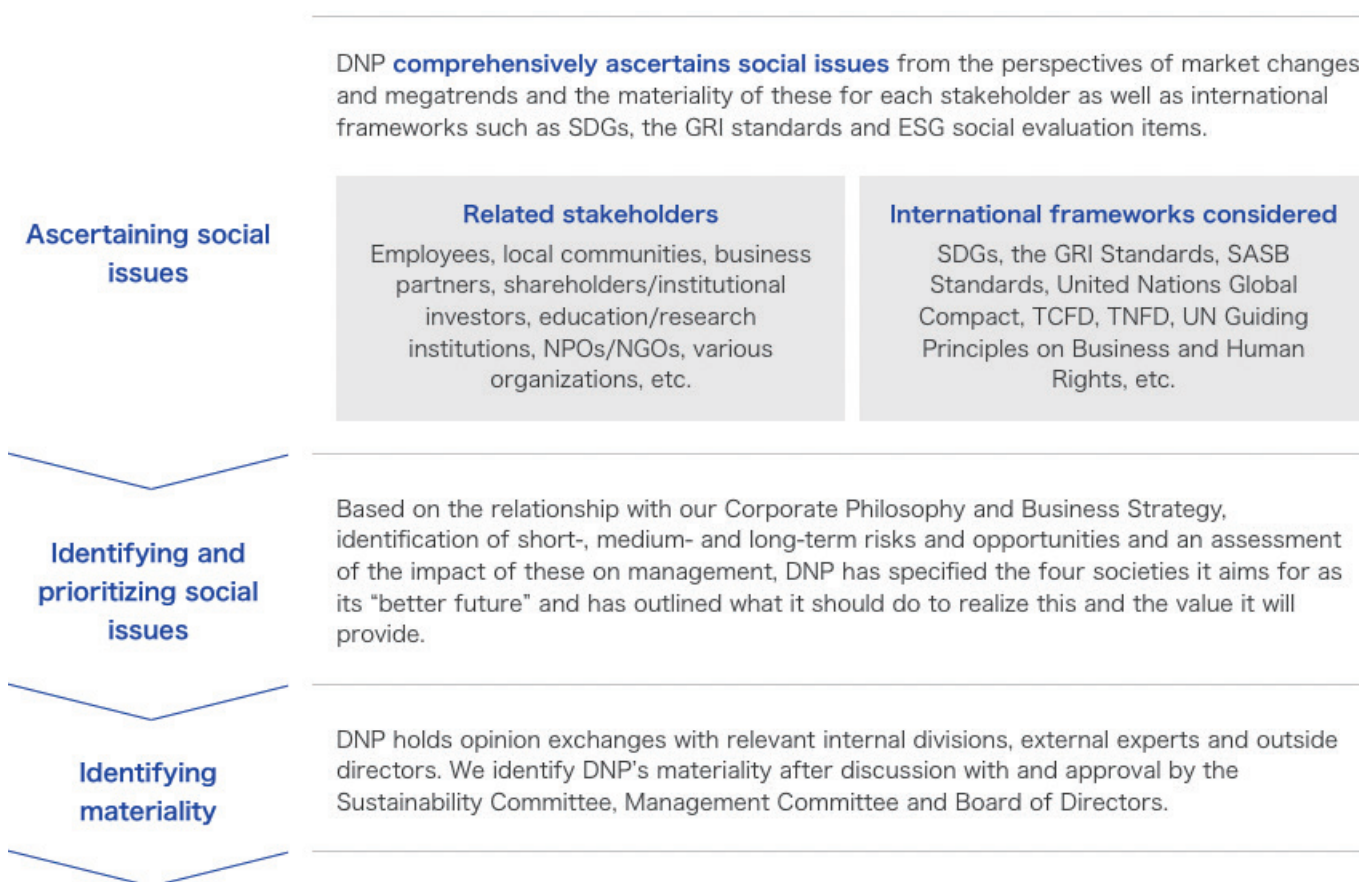 DNP comprehensively ascertains social issues from the perspectives of market changes
and megatrends and the materiality of these for each stakeholder as well as international
frameworks such as SDGs, the GRI standards and ESG social evaluation items.
Ascertaining social
issues
Related stakeholders
Employees, local communities, business
partners, shareholders/institutional
investors, education/research
institutions, NPOs/NGOs, various
organizations, etc.
International frameworks considered
SDGs, the GRI Standards, SASB
Standards, United Nations Global
Compact, TCFD, TNFD, UN Guiding
Principles on Business and Human
Rights, etc.
Identifying and
prioritizing social
issues
Based on the relationship with our Corporate Philosophy and Business Strategy,
identification of short-, medium- and long-term risks and opportunities and an assessment
of the impact of these on management, DNP has specified the four societies it aims for as
its “better future” and has outlined what it should do to realize this and the value it will
provide.
Identifying
materiality
DNP holds opinion exchanges with relevant internal divisions, external experts and outside
directors. We identify DNP’s materiality after discussion with and approval by the
Sustainability Committee, Management Committee and Board of Directors.